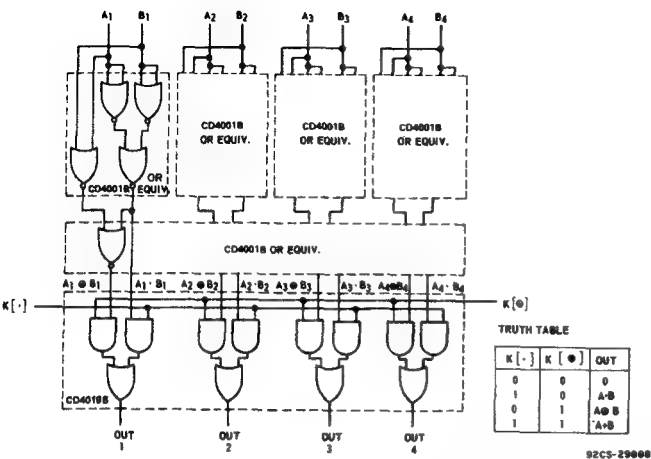 A1 B1 A2 B2 A3 B3 A4 B4
CD4001B
OR EQUIV.
CD4001B
OR EQUIV.
CD4001B
OR EQUIV.
OR
CD4001B EQUIV.
CD4001B OR EQUIV.
A1 ⊕ B1 A1 · B1 A2 ⊕ B2 A2 · B2 A3 ⊕ B3 A3 · B3 A4 ⊕ B4 A4 · B4
K[·] K[⊕]
TRUTH TABLE
K[·] K[⊕] OUT
0 0 0
1 0 A·B
0 1 A⊕B
1 1 A+B
CD4019B
OUT OUT OUT OUT
1 2 3 4
92CS-29808